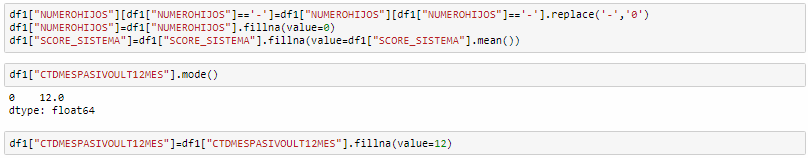 df1["NUMEROHIJOS"][df1["NUMEROHIJOS"]=='-']=df1["NUMEROHIJOS"][df1["NUMEROHIJOS"]=='-'].replace('-','0')
df1["NUMEROHIJOS"]=df1["NUMEROHIJOS"].fillna(value=0)
df1["SCORE_SISTEMA"]=df1["SCORE_SISTEMA"].fillna(value=df1["SCORE_SISTEMA"].mean())
df1["CTDMESPASIVOULT12MES"].mode()
0    12.0
dtype: float64
df1["CTDMESPASIVOULT12MES"]=df1["CTDMESPASIVOULT12MES"].fillna(value=12)